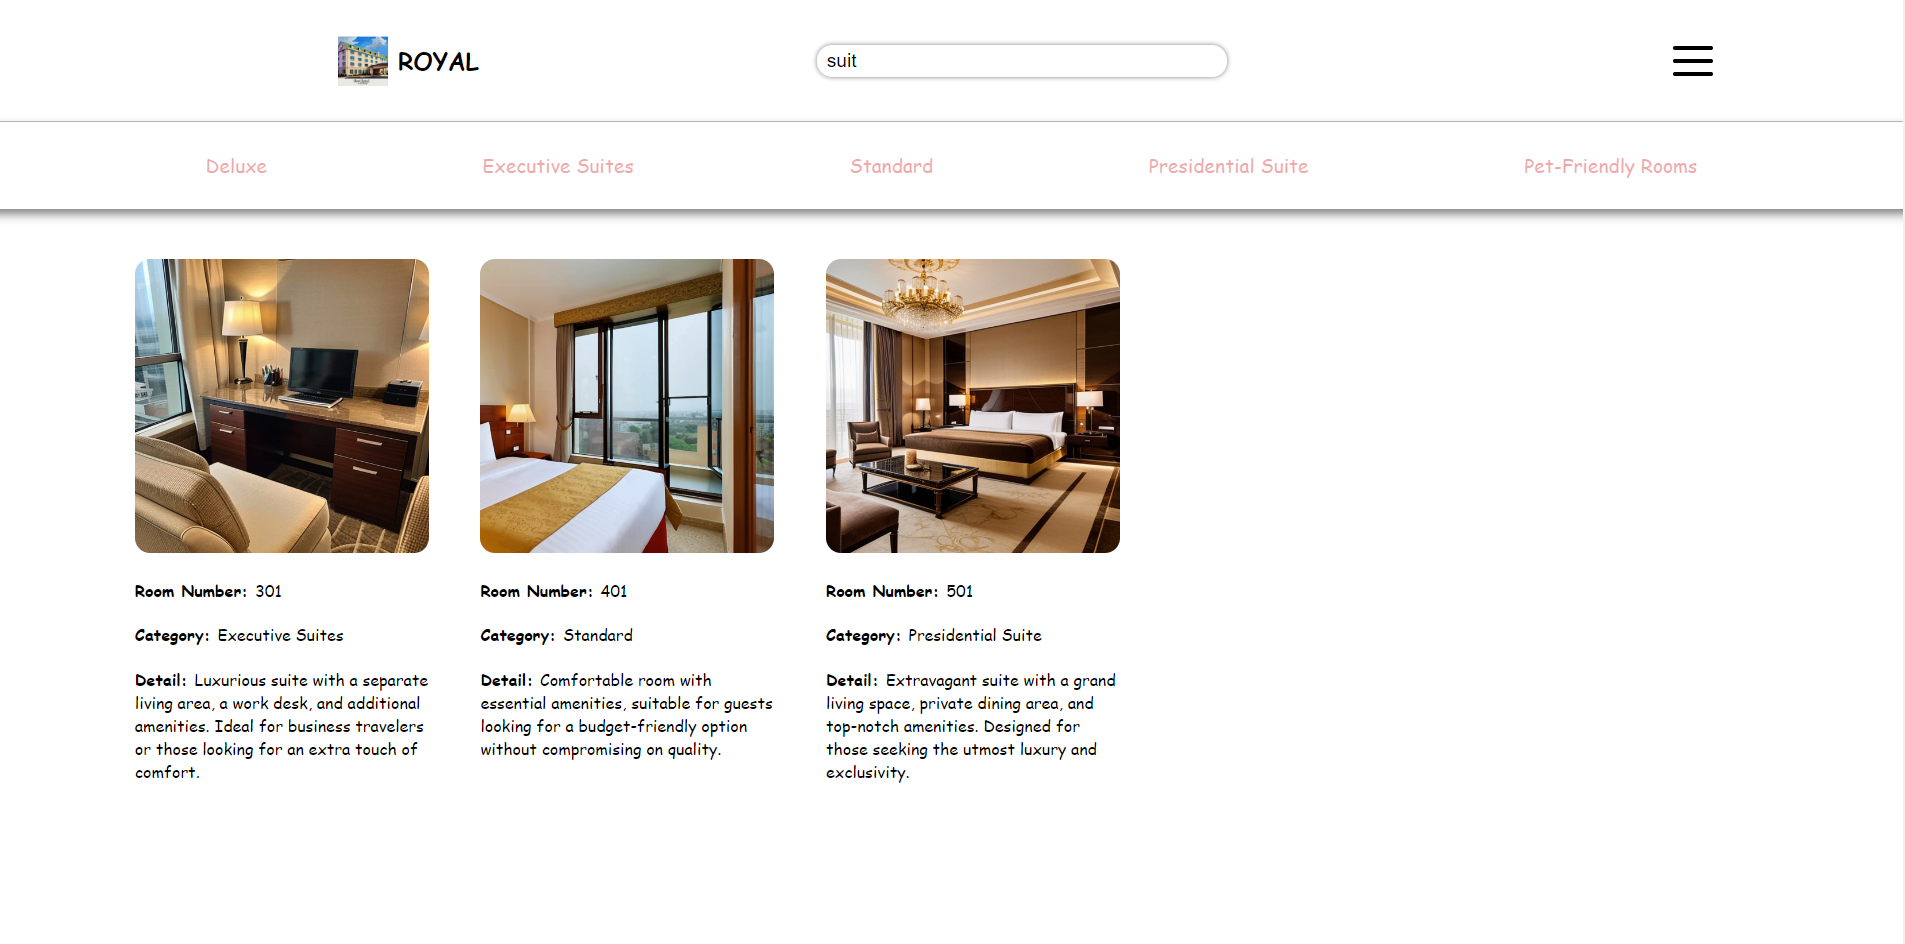 ROYAL
suit
Deluxe
Executive Suites
Standard
Presidential Suite
Pet-Friendly Rooms
Room Number: 301
Category: Executive Suites
Detail: Luxurious suite with a separate
living area, a work desk, and additional
amenities. Ideal for business travelers
or those looking for an extra touch of
comfort.
Room Number: 401
Category: Standard
Detail: Comfortable room with
essential amenities, suitable for guests
looking for a budget-friendly option
without compromising on quality.
Room Number: 501
Category: Presidential Suite
Detail: Extravagant suite with a grand
living space, private dining area, and
top-notch amenities. Designed for
those seeking the utmost luxury and
exclusivity.